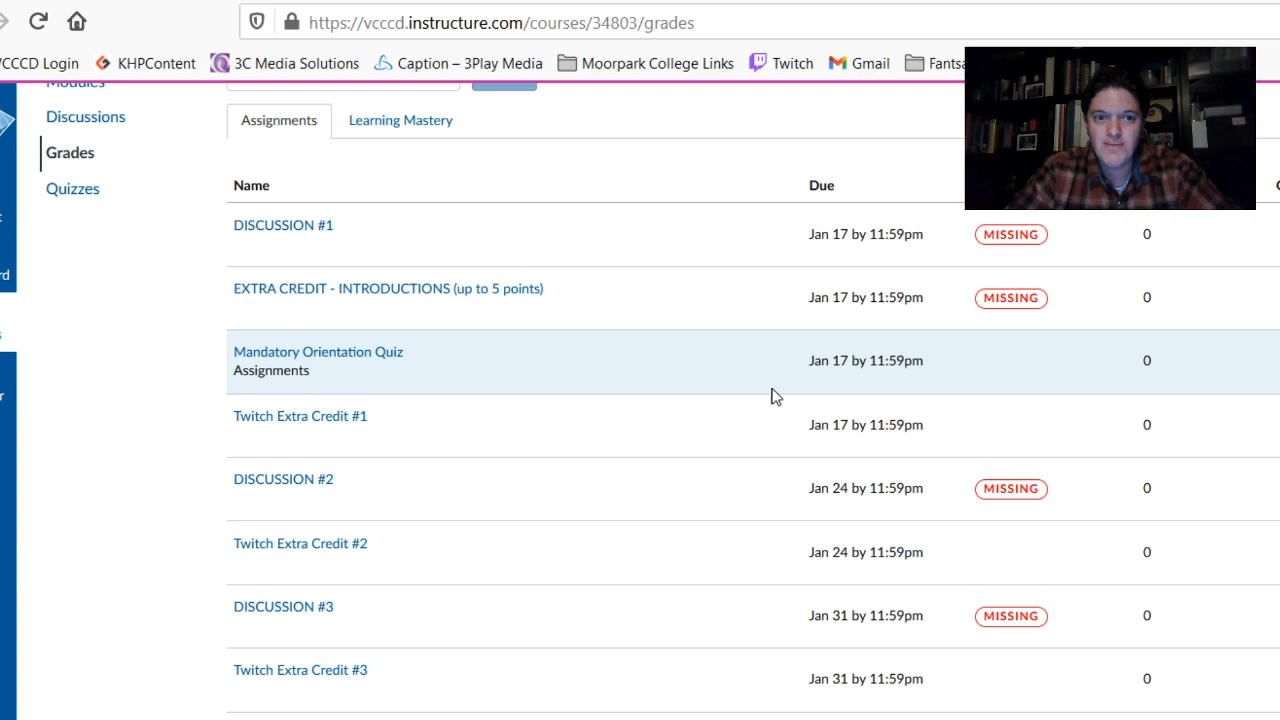 https://vcccd.instructure.com/courses/34803/grades
VCCCD Login KHPContent 3C Media Solutions Caption – 3Play Media Moorpark College Links Twitch Gmail Fantsa
Modules
Discussions
Grades
Quizzes
Assignments Learning Mastery
Name Due
DISCUSSION #1 Jan 17 by 11:59pm MISSING 0
EXTRA CREDIT - INTRODUCTIONS (up to 5 points) Jan 17 by 11:59pm MISSING 0
Mandatory Orientation Quiz
Assignments Jan 17 by 11:59pm 0
Twitch Extra Credit #1 Jan 17 by 11:59pm 0
DISCUSSION #2 Jan 24 by 11:59pm MISSING 0
Twitch Extra Credit #2 Jan 24 by 11:59pm 0
DISCUSSION #3 Jan 31 by 11:59pm MISSING 0
Twitch Extra Credit #3 Jan 31 by 11:59pm 0